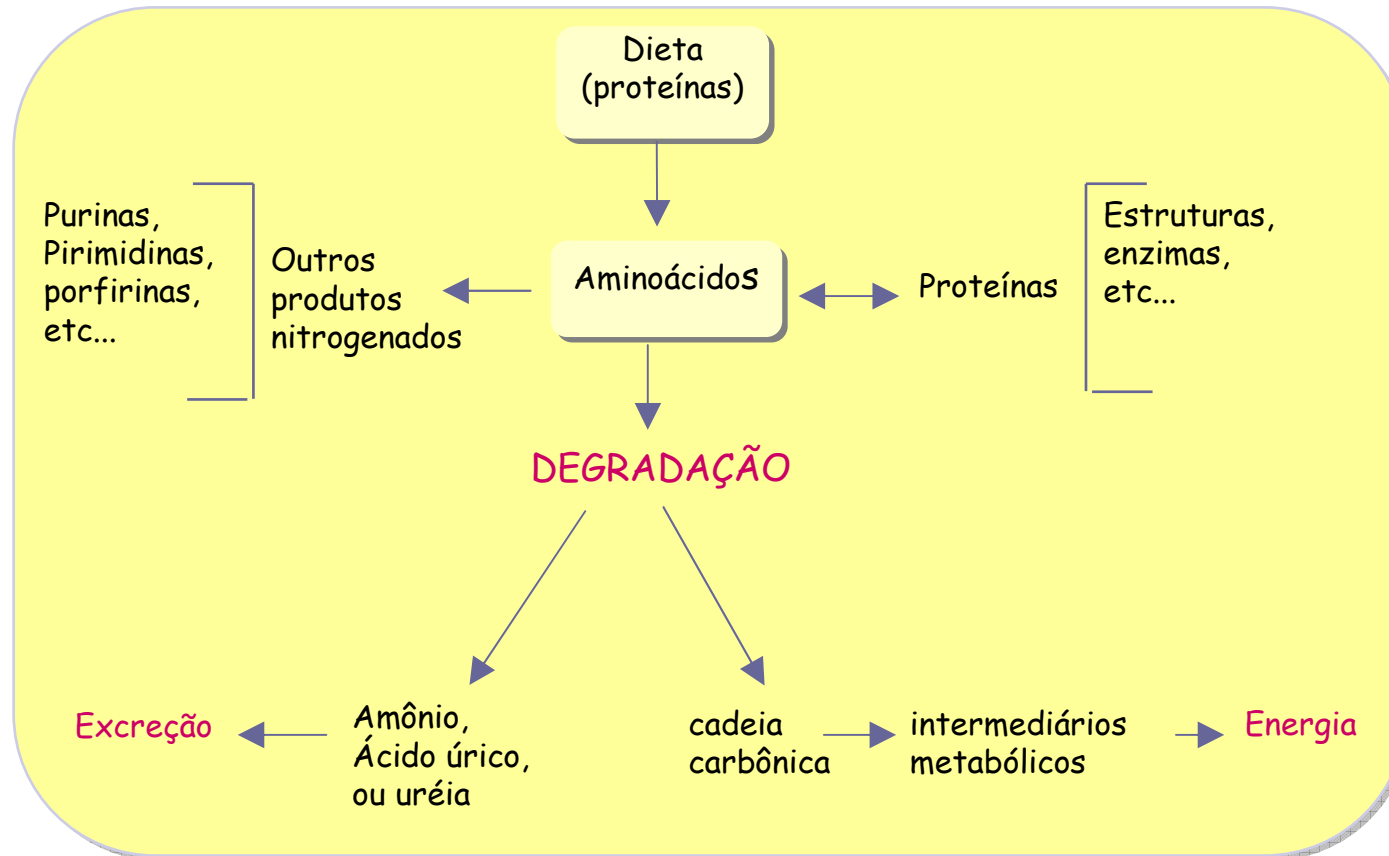 Dieta
(proteínas)
Purinas,
Pirimidinas,
porfirinas,
etc...
Outros
produtos
nitrogenados
Aminoácidos
Proteínas
Estruturas,
enzimas,
etc...
DEGRADAÇÃO
Excreção
Amônio,
Ácido úrico,
ou uréia
cadeia
carbônica
intermediários
metabólicos
Energia